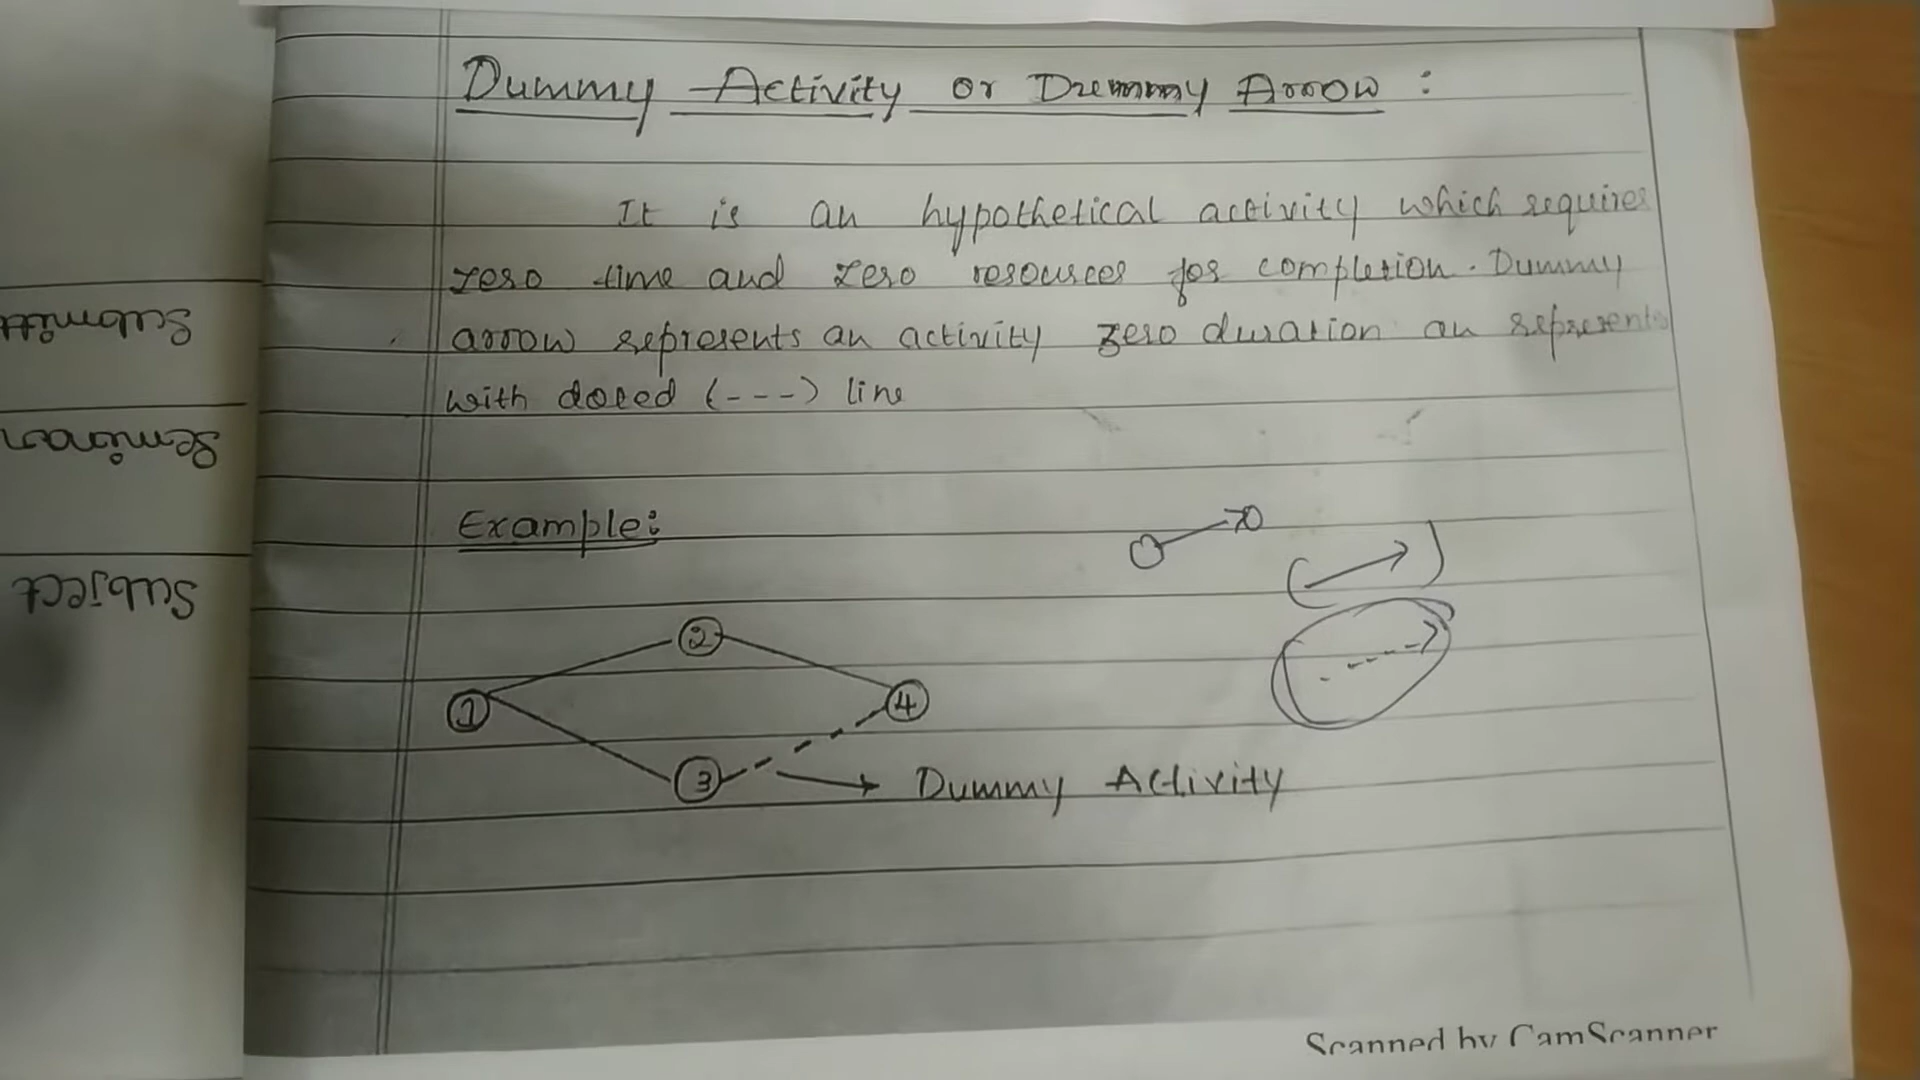 Dummy Activity or Dummy Arrow :
It is an hypothetical activity which requires
zero time and zero resources for completion. Dummy
arrow represents an activity zero duration an represents
with doted (---) line
Example:
2
1
4
3
Dummy Activity
Submitt
Seminar
Subject
Scanned by CamScanner